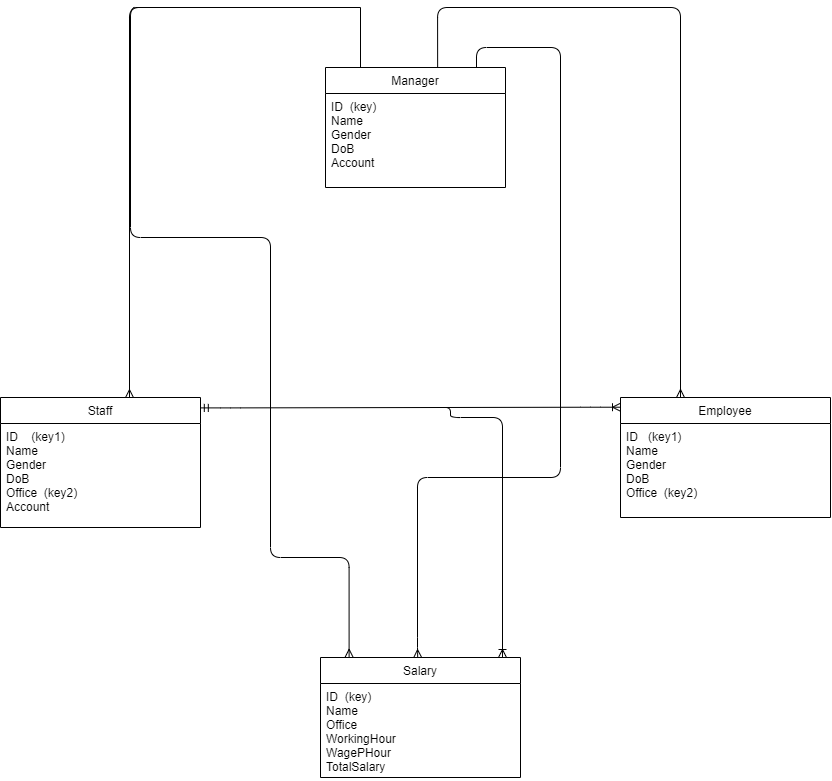 Manager
ID (key)
Name
Gender
DoB
Account
Staff
ID (key1)
Name
Gender
DoB
Office (key2)
Account
Employee
ID (key1)
Name
Gender
DoB
Office (key2)
Salary
ID (key)
Name
Office
WorkingHour
WagePHour
TotalSalary